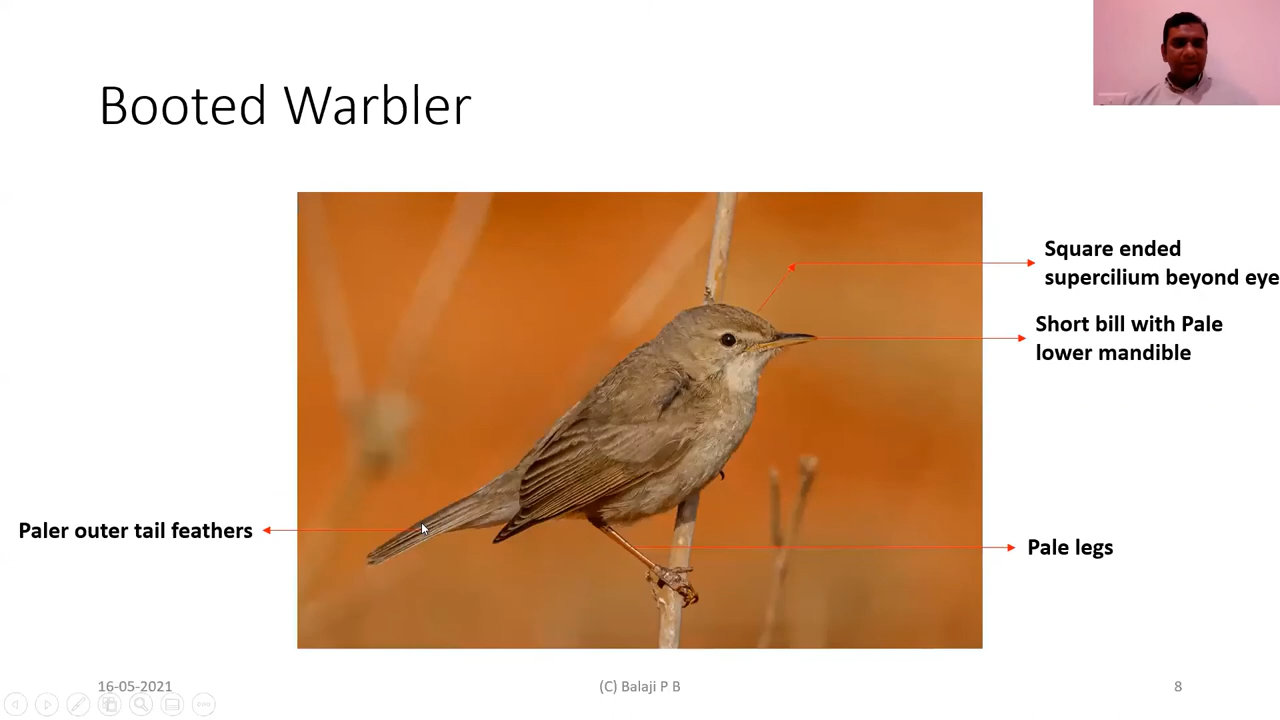 Booted Warbler
Square ended
supercilium beyond eye
Short bill with Pale
lower mandible
Paler outer tail feathers
Pale legs
16-05-2021
(C) Balaji P B
8